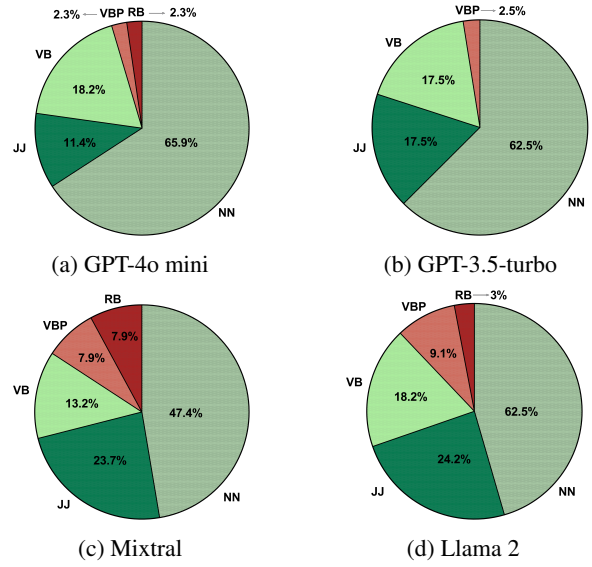 2.3% ← VBP RB → 2.3%
VB
18.2%
JJ
11.4%
65.9%
NN
(a) GPT-4o mini
VBP → 2.5%
VB
17.5%
JJ
17.5%
62.5%
NN
(b) GPT-3.5-turbo
RB
VBP
7.9%
7.9%
VB
13.2%
47.4%
23.7%
JJ
NN
(c) Mixtral
RB → 3%
VBP
9.1%
VB
18.2%
62.5%
24.2%
JJ
NN
(d) Llama 2